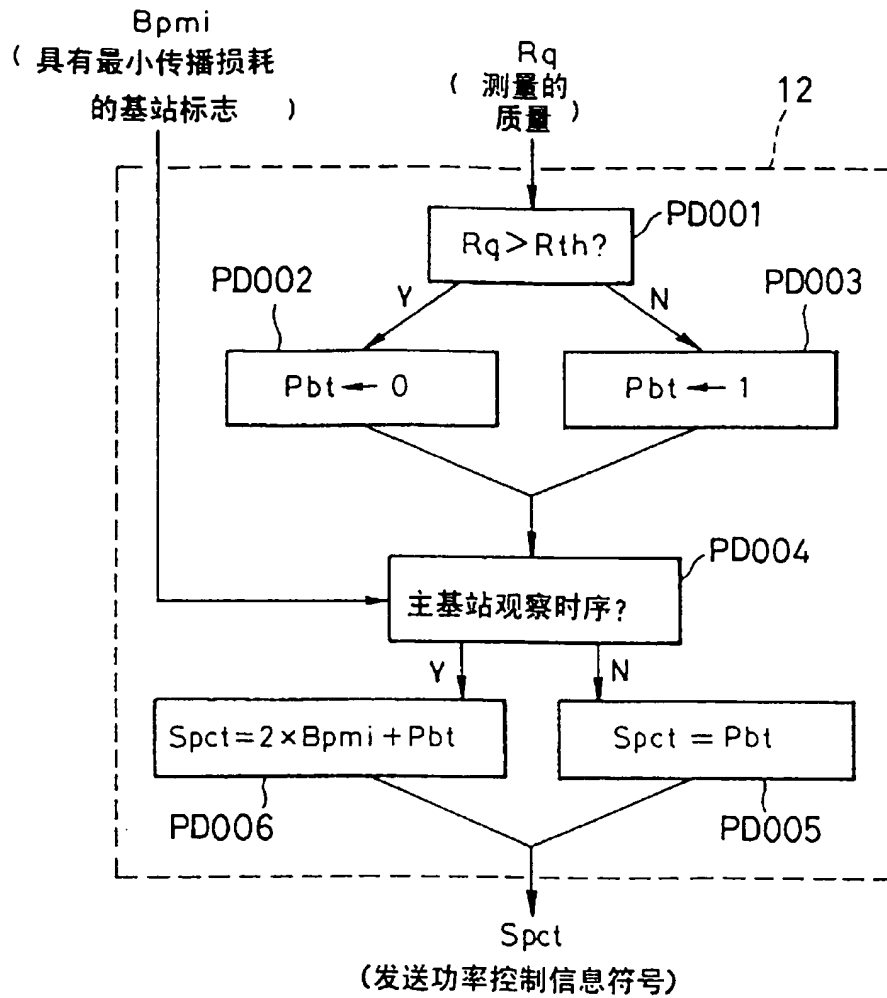 Bpmi
(具有最小传播损耗
的基站标志)
Rq
(测量的
质量)
12
PD001
Rq>Rth?
PD002
Y
N
PD003
Pbt←0
Pbt←1
PD004
主基站观察时序?
Y
N
Spct=2×Bpmi+Pbt
Spct=Pbt
PD006
PD005
Spct
(发送功率控制信息符号)